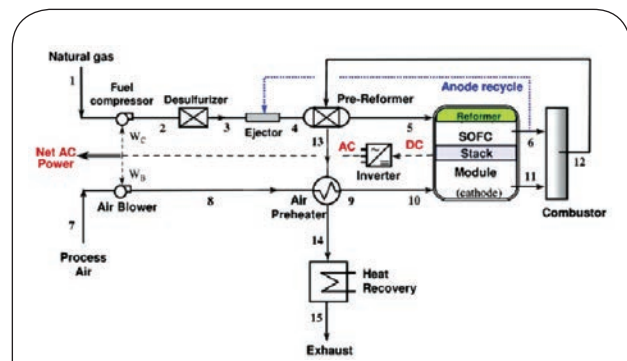 Natural gas
1
Fuel
compressor
Desulfurizer
2
3
Ejector
4
Pre-Reformer
Anode recycle
5
Reformer
SOFC
Stack
Module
(cathode)
6
12
11
Combustor
13
AC
DC
Inverter
Net AC
Power
W_C
W_B
Air Blower
7
Process
Air
8
Air
Preheater
9
10
14
Heat
Recovery
15
Exhaust